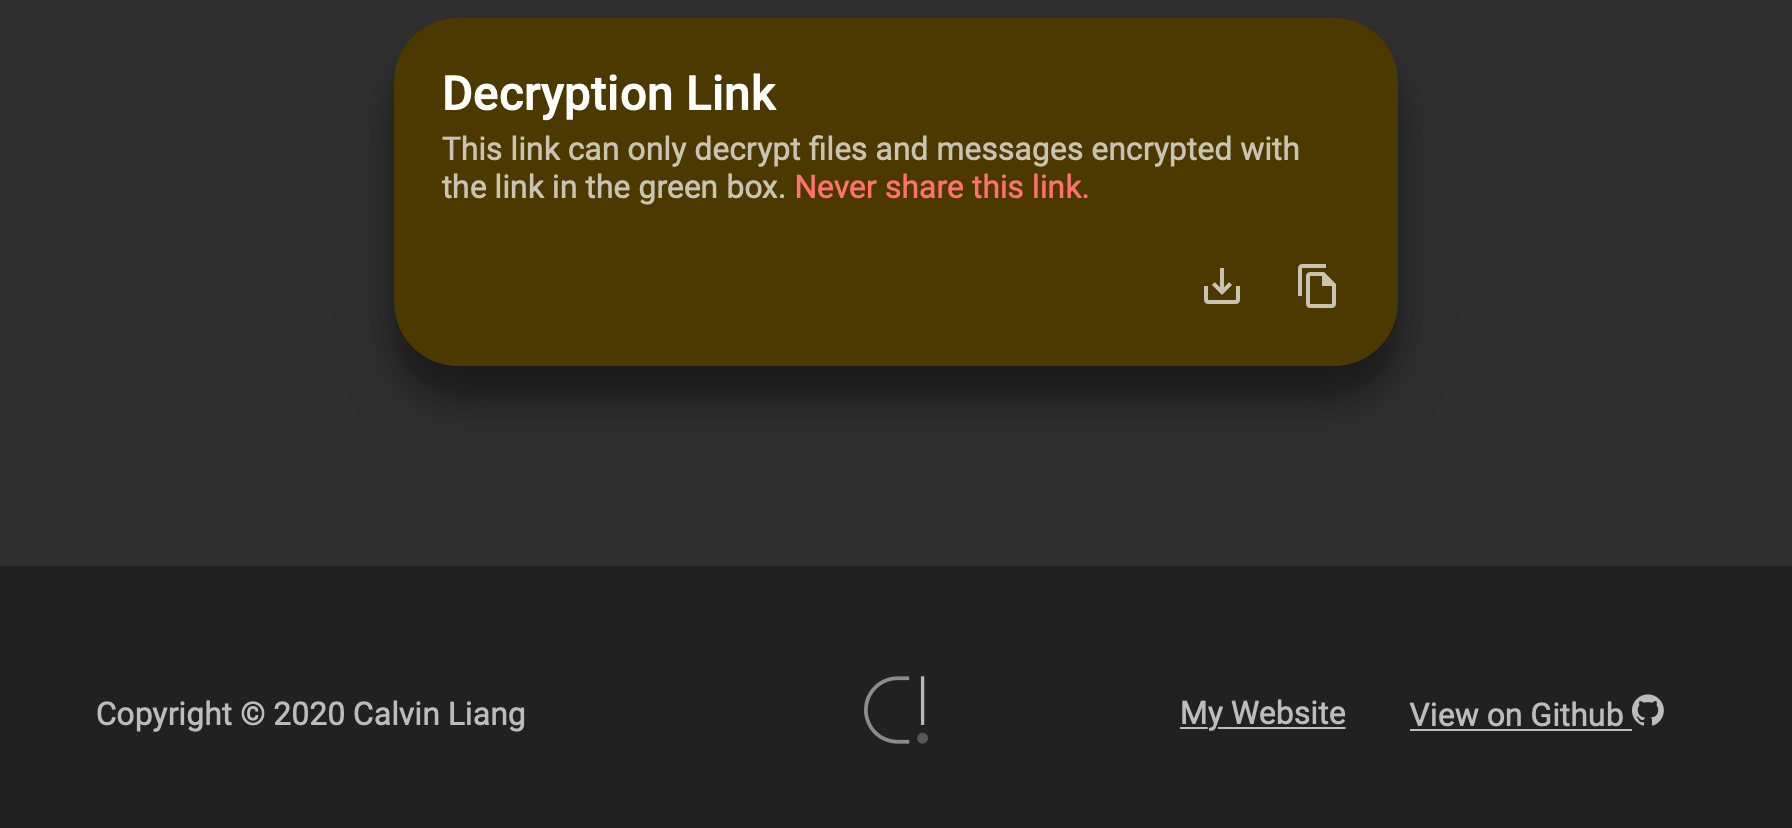 Decryption Link
This link can only decrypt files and messages encrypted with
the link in the green box. Never share this link.
Copyright © 2020 Calvin Liang
My Website
View on Github